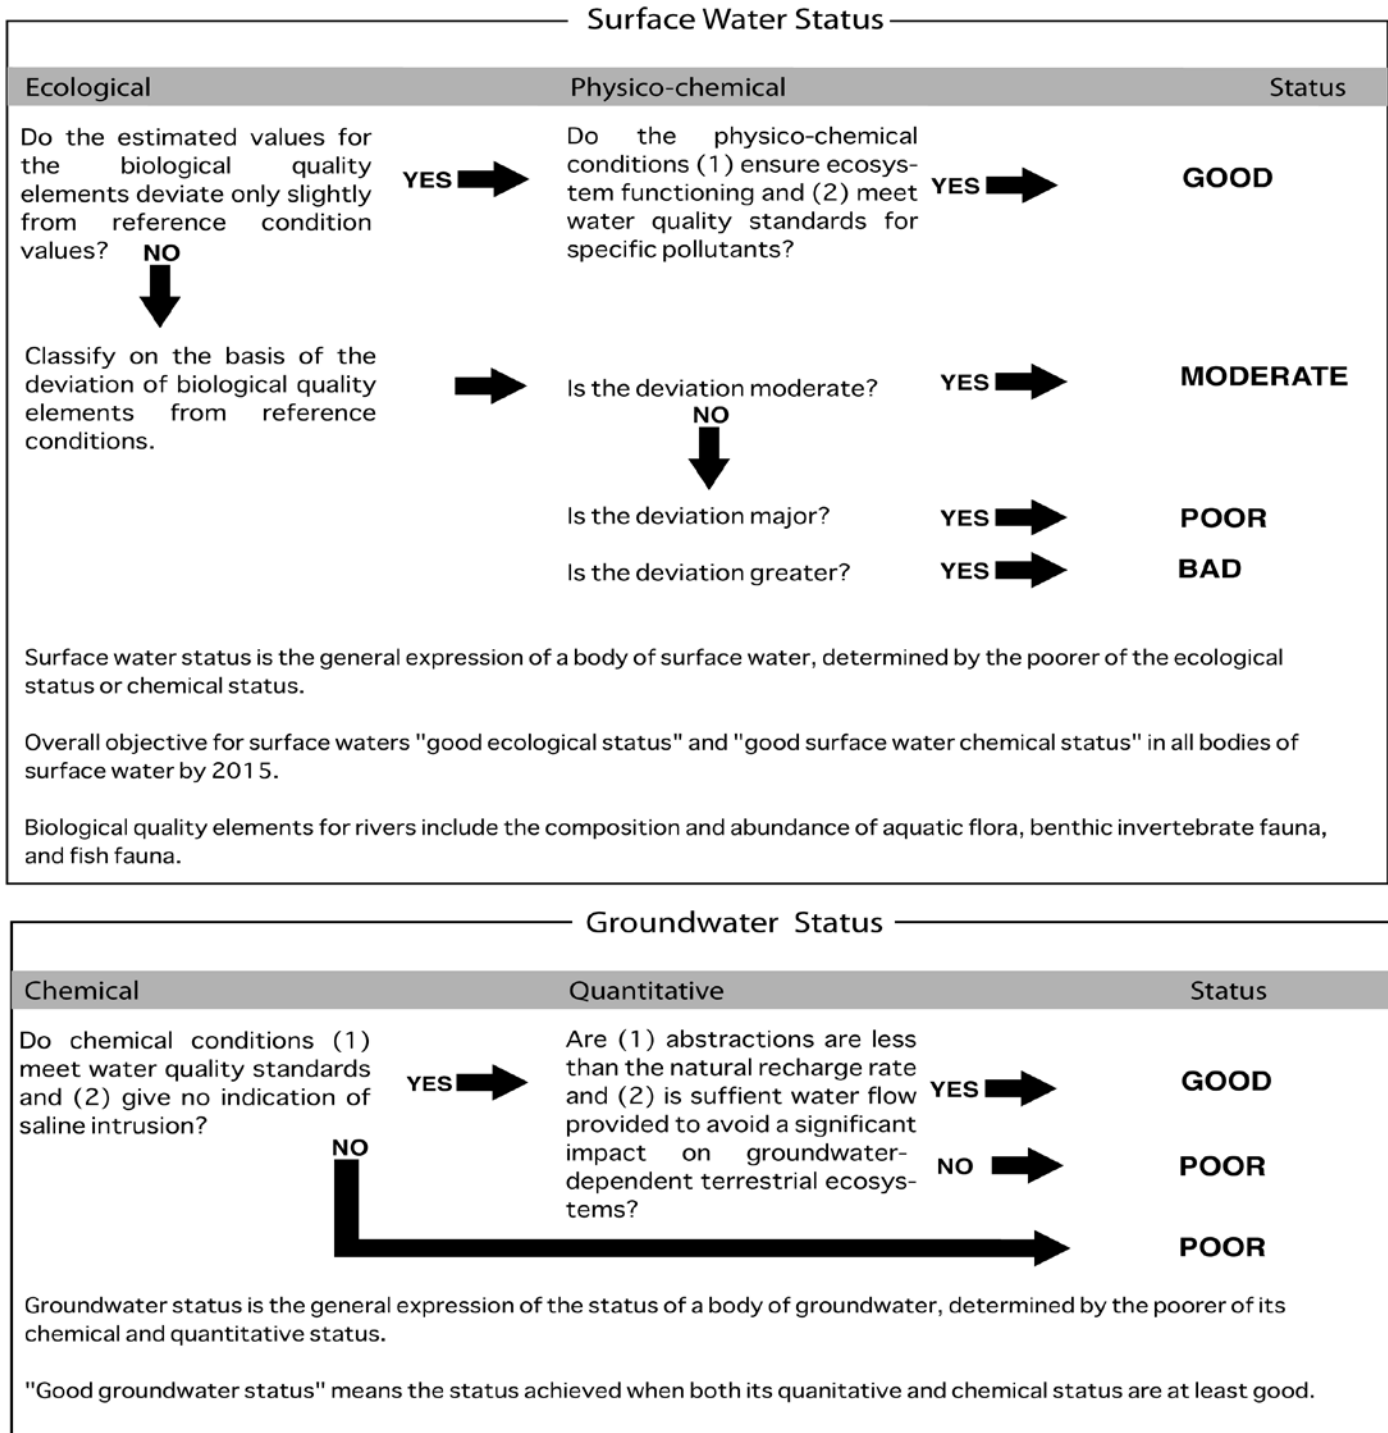 Surface Water Status
Ecological
Physico-chemical
Status
Do the estimated values for
the biological quality
elements deviate only slightly
from reference condition
values?
NO
YES
Do the physico-chemical
conditions (1) ensure ecosys-
tem functioning and (2) meet
water quality standards for
specific pollutants?
YES
GOOD
Classify on the basis of the
deviation of biological quality
elements from reference
conditions.
Is the deviation moderate?
NO
YES
MODERATE
Is the deviation major?
YES
POOR
Is the deviation greater?
YES
BAD
Surface water status is the general expression of a body of surface water, determined by the poorer of the ecological
status or chemical status.
Overall objective for surface waters "good ecological status" and "good surface water chemical status" in all bodies of
surface water by 2015.
Biological quality elements for rivers include the composition and abundance of aquatic flora, benthic invertebrate fauna,
and fish fauna.
Groundwater Status
Chemical
Quantitative
Status
Do chemical conditions (1)
meet water quality standards
and (2) give no indication of
saline intrusion?
NO
YES
Are (1) abstractions are less
than the natural recharge rate
and (2) is suffient water flow
provided to avoid a significant
impact on groundwater-
dependent terrestrial ecosys-
tems?
YES
GOOD
NO
POOR
POOR
Groundwater status is the general expression of the status of a body of groundwater, determined by the poorer of its
chemical and quantitative status.
"Good groundwater status" means the status achieved when both its quanitative and chemical status are at least good.